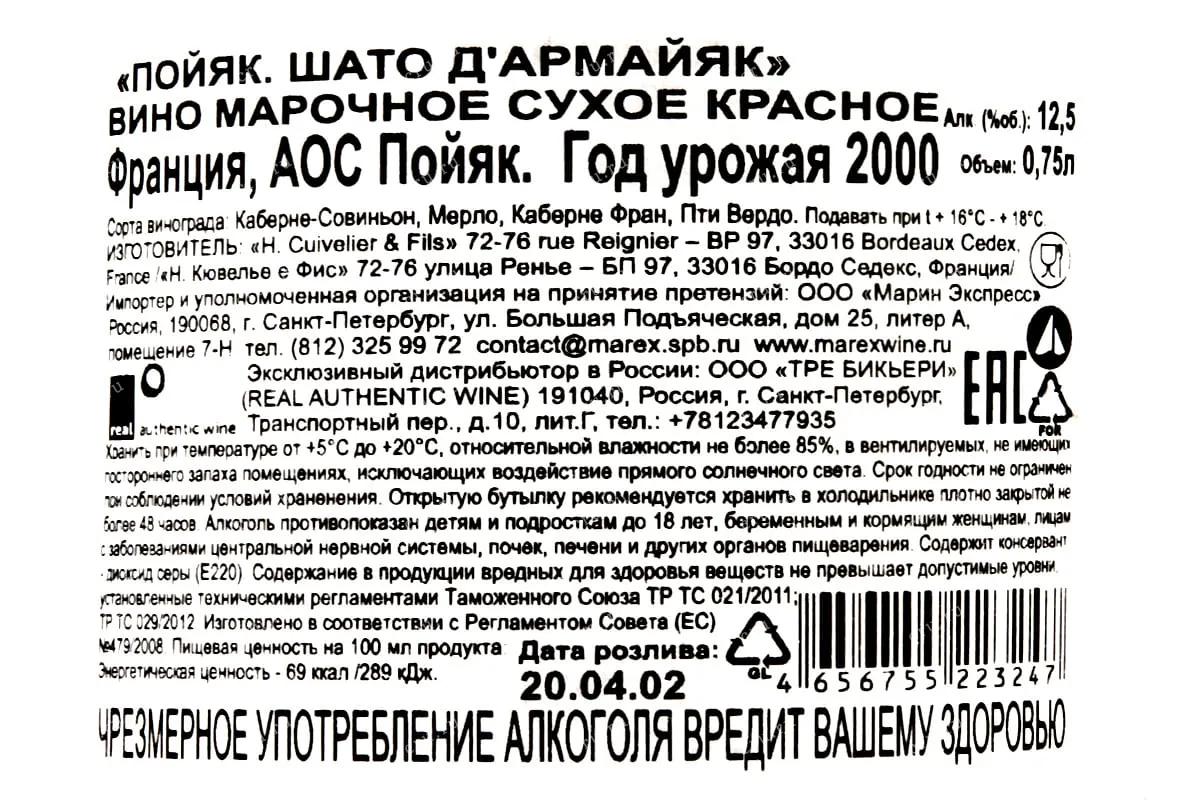 «ПОЙЯК. ШАТО Д'АРМАЙЯК»
ВИНО МАРОЧНОЕ СУХОЕ КРАСНОЕ Алк. (%об.): 12,5
Франция, АОС Пойяк. Год урожая 2000 Объем: 0,75л
Сорта винограда: Каберне-Совиньон, Мерло, Каберне Фран, Пти Вердо. Подавать при t + 16°С - + 18°С
ИЗГОТОВИТЕЛЬ: «H. Cuivelier & Fils» 72-76 rue Reignier – BP 97, 33016 Bordeaux Cedex,
France /«Н. Кювелье е Фис» 72-76 улица Ренье – БП 97, 33016 Бордо Седекс, Франция/
Импортер и уполномоченная организация на принятие претензий: ООО «Марин Экспресс»
Россия, 190068, г. Санкт-Петербург, ул. Большая Подъяческая, дом 25, литер А,
помещение 7-Н тел. (812) 325 99 72 contact@marex.spb.ru www.marexwine.ru
Эксклюзивный дистрибьютор в России: ООО «ТРЕ БИКЬЕРИ»
(REAL AUTHENTIC WINE) 191040, Россия, г. Санкт-Петербург,
real authentic wine Транспортный пер., д.10, лит.Г, тел.: +78123477935
EAC
FOR
Хранить при температуре от +5°С до +20°С, относительной влажности не более 85%, в вентилируемых, не имеющих
постороннего запаха помещениях, исключающих воздействие прямого солнечного света. Срок годности не ограничен
при соблюдении условий храненения. Открытую бутылку рекомендуется хранить в холодильнике плотно закрытой не
более 48 часов. Алкоголь противопоказан детям и подросткам до 18 лет, беременным и кормящим женщинам, лицам
с заболеваниями центральной нервной системы, почек, печени и других органов пищеварения. Содержит консервант
- диоксид серы (Е220). Содержание в продукции вредных для здоровья веществ не превышает допустимые уровни,
установленные техническими регламентами Таможенного Союза ТР ТС 021/2011;
ТР ТС 029/2012. Изготовлено в соответствии с Регламентом Совета (ЕС)
№479/2008. Пищевая ценность на 100 мл продукта:
Энергетическая ценность - 69 ккал /289 кДж.
Дата розлива:
20.04.02
GL
4 656755 223247
ЧРЕЗМЕРНОЕ УПОТРЕБЛЕНИЕ АЛКОГОЛЯ ВРЕДИТ ВАШЕМУ ЗДОРОВЬЮ